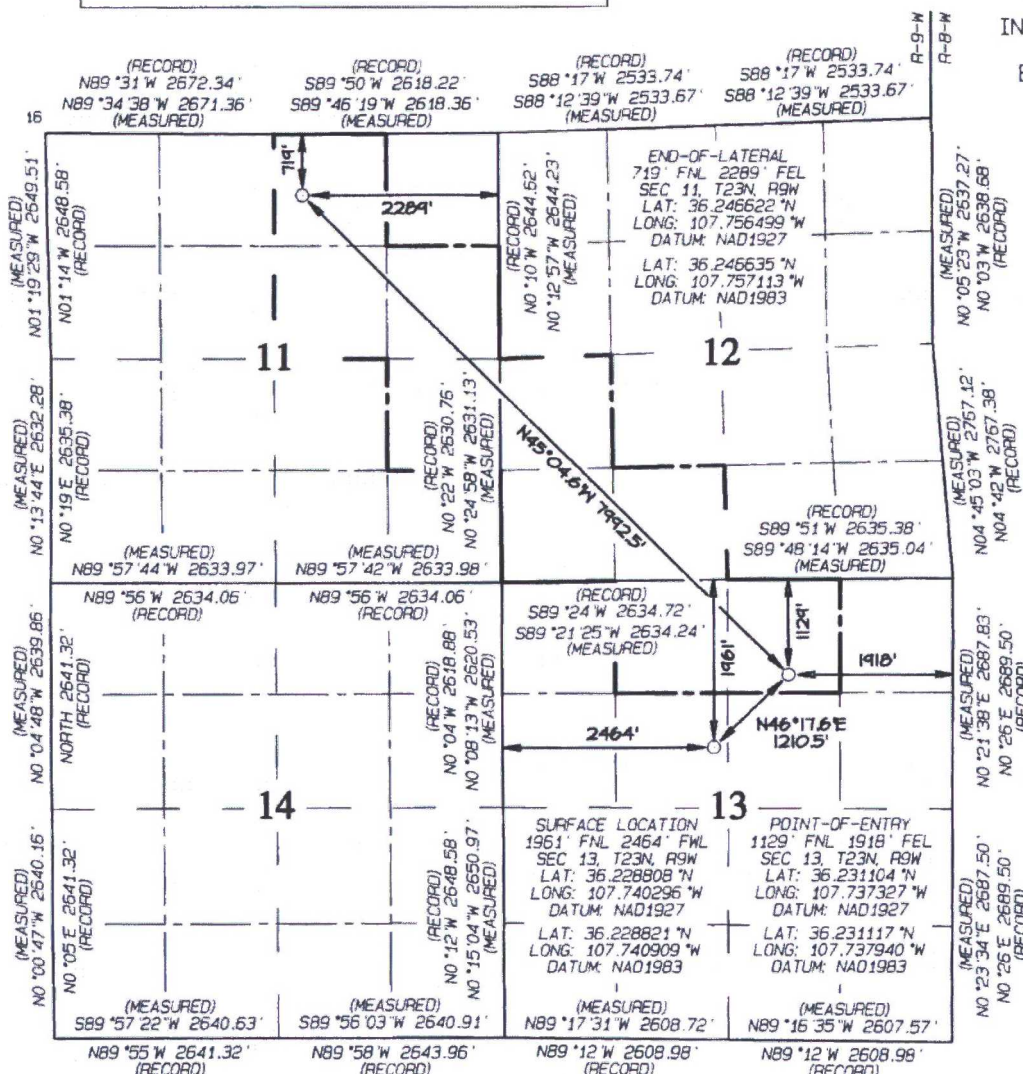 R-9-W
R-8-W
IN
E
(RECORD)
N89°31'W 2672.34'
N89°34'38"W 2671.36'
(MEASURED)
(RECORD)
S89°50'W 2618.22'
S89°46'19"W 2618.36'
(MEASURED)
(RECORD)
S88°17'W 2533.74'
S88°12'39"W 2533.67'
(MEASURED)
(RECORD)
S88°17'W 2533.74'
S88°12'39"W 2533.67'
(MEASURED)
16
719'
2289'
END-OF-LATERAL
719' FNL 2289' FEL
SEC 11, T23N, R9W
LAT: 36.246622°N
LONG: 107.756499°W
DATUM: NAD1927
LAT: 36.246635°N
LONG: 107.757113°W
DATUM: NAD1983
(MEASURED)
N01°19'29"W 2649.51'
N01°14'W 2648.58'
(RECORD)
(RECORD)
N0°10'W 2644.62'
N0°12'57"W 2644.23'
(MEASURED)
(MEASURED)
N0°05'23"W 2637.27'
N0°03'W 2638.68'
(RECORD)
11
12
(MEASURED)
N0°13'44"E 2632.28'
N0°19'E 2635.38'
(RECORD)
(RECORD)
N0°22'W 2630.76'
N0°24'58"W 2631.13'
(MEASURED)
N45°04.6'W 7992.5'
(MEASURED)
N04°45'03"W 2767.12'
N04°42'W 2767.38'
(RECORD)
(MEASURED)
N89°57'44"W 2633.97'
N89°56'W 2634.06'
(RECORD)
(MEASURED)
N89°57'42"W 2633.98'
N89°56'W 2634.06'
(RECORD)
(RECORD)
S89°51'W 2635.38'
S89°48'14"W 2635.04'
(MEASURED)
(RECORD)
S89°24'W 2634.72'
S89°21'25"W 2634.24'
(MEASURED)
1961'
1129'
1918'
N46°17.6'E
1210.5'
2464'
(MEASURED)
N0°04'48"W 2639.86'
NORTH 2641.32'
(RECORD)
(RECORD)
N0°04'W 2618.88'
N0°08'13"W 2620.53'
(MEASURED)
(MEASURED)
N0°21'38"E 2687.83'
N0°26'E 2689.50'
(RECORD)
14
13
SURFACE LOCATION
1961' FNL 2464' FWL
SEC 13, T23N, R9W
LAT: 36.228808°N
LONG: 107.740296°W
DATUM: NAD1927
LAT: 36.228821°N
LONG: 107.740909°W
DATUM: NAD1983
POINT-OF-ENTRY
1129' FNL 1918' FEL
SEC 13, T23N, R9W
LAT: 36.231104°N
LONG: 107.737327°W
DATUM: NAD1927
LAT: 36.231117°N
LONG: 107.737940°W
DATUM: NAD1983
(MEASURED)
N0°00'47"W 2640.16'
N0°05'E 2641.32'
(RECORD)
(RECORD)
N0°12'W 2648.58'
N0°15'04"W 2650.97'
(MEASURED)
(MEASURED)
N0°23'34"E 2687.50'
N0°26'E 2689.50'
(RECORD)
(MEASURED)
S89°57'22"W 2640.63'
N89°55'W 2641.32'
(RECORD)
(MEASURED)
S89°56'03"W 2640.91'
N89°58'W 2643.96'
(RECORD)
(MEASURED)
N89°17'31"W 2608.72'
N89°12'W 2608.98'
(RECORD)
(MEASURED)
N89°16'35"W 2607.57'
N89°12'W 2608.98'
(RECORD)